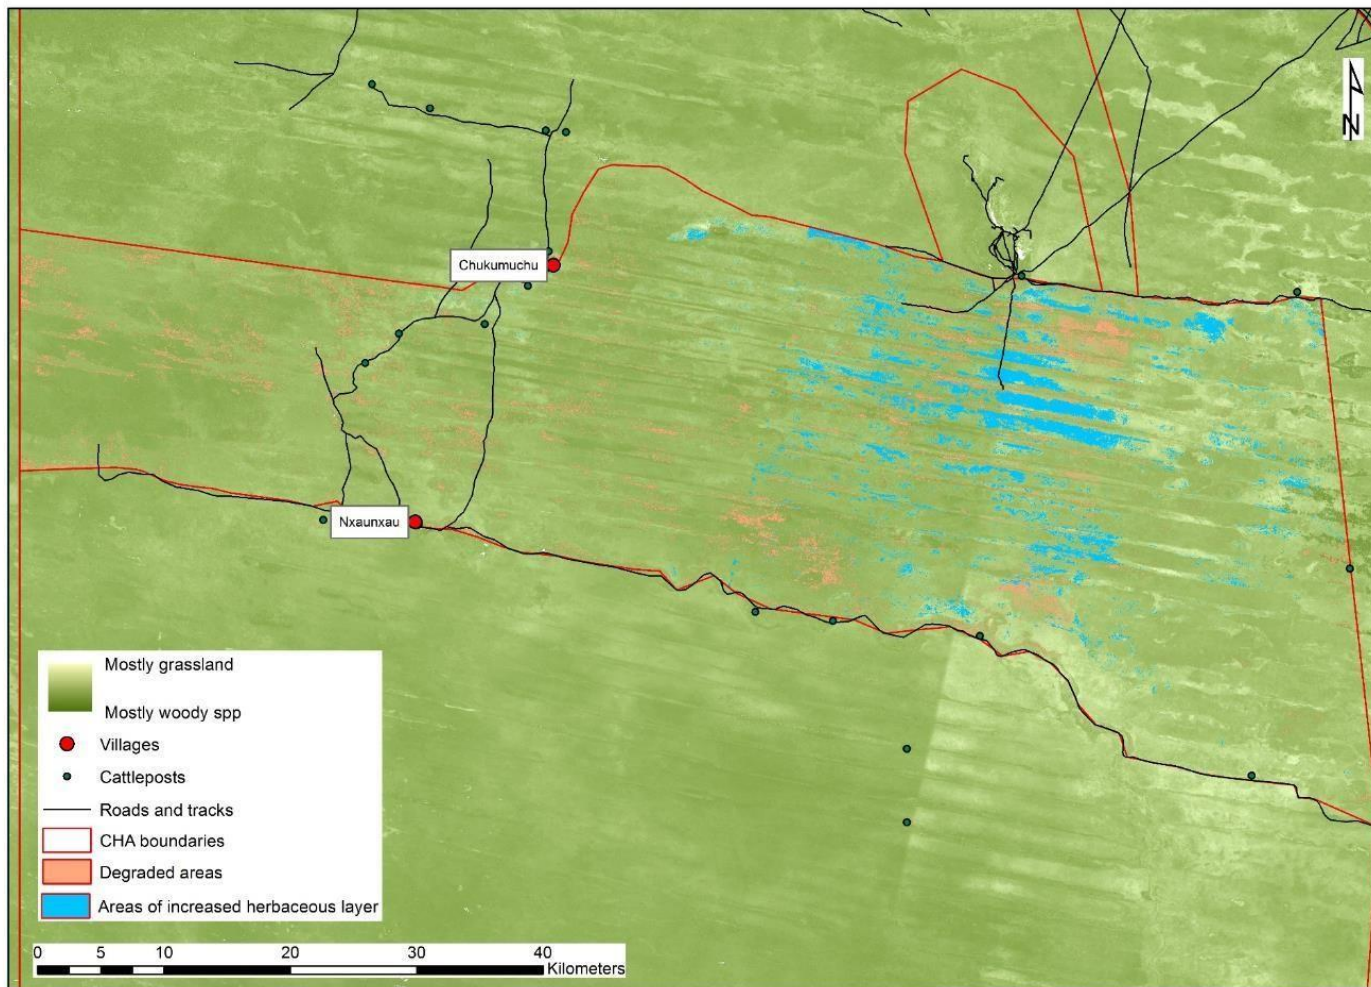 N
Chukumuchu
Nxaunxau
Mostly grassland
Mostly woody spp
Villages
Cattleposts
Roads and tracks
CHA boundaries
Degraded areas
Areas of increased herbaceous layer
0 5 10 20 30 40
Kilometers